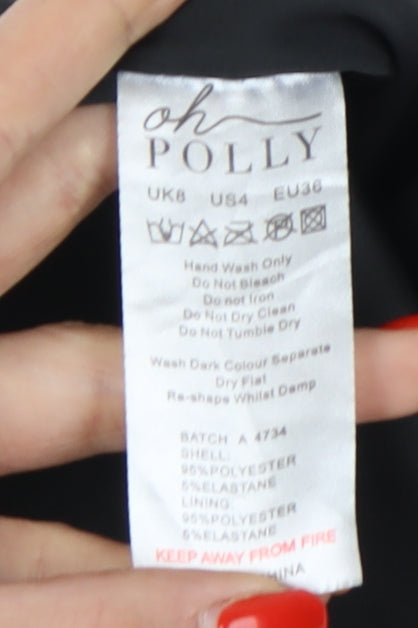 oh
POLLY
UK8 US4 EU36
Hand Wash Only
Do Not Bleach
Do not Iron
Do Not Dry Clean
Do Not Tumble Dry
Wash Dark Colour Separate
Dry Flat
Re-shape Whilst Damp
BATCH A 4734
SHELL:
95%POLYESTER
5%ELASTANE
LINING:
95%POLYESTER
5%ELASTANE
KEEP AWAY FROM FIRE